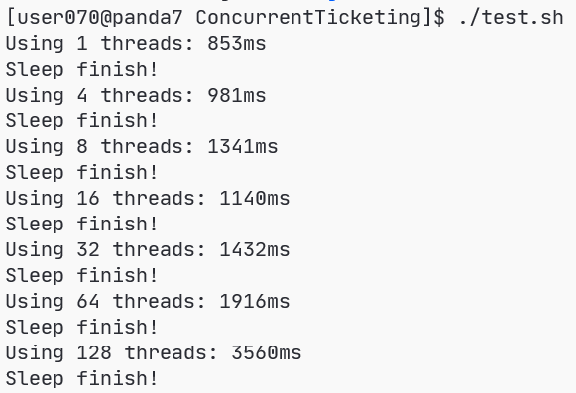 [user070@panda7 ConcurrentTicketing]$ ./test.sh
Using 1 threads: 853ms
Sleep finish!
Using 4 threads: 981ms
Sleep finish!
Using 8 threads: 1341ms
Sleep finish!
Using 16 threads: 1140ms
Sleep finish!
Using 32 threads: 1432ms
Sleep finish!
Using 64 threads: 1916ms
Sleep finish!
Using 128 threads: 3560ms
Sleep finish!